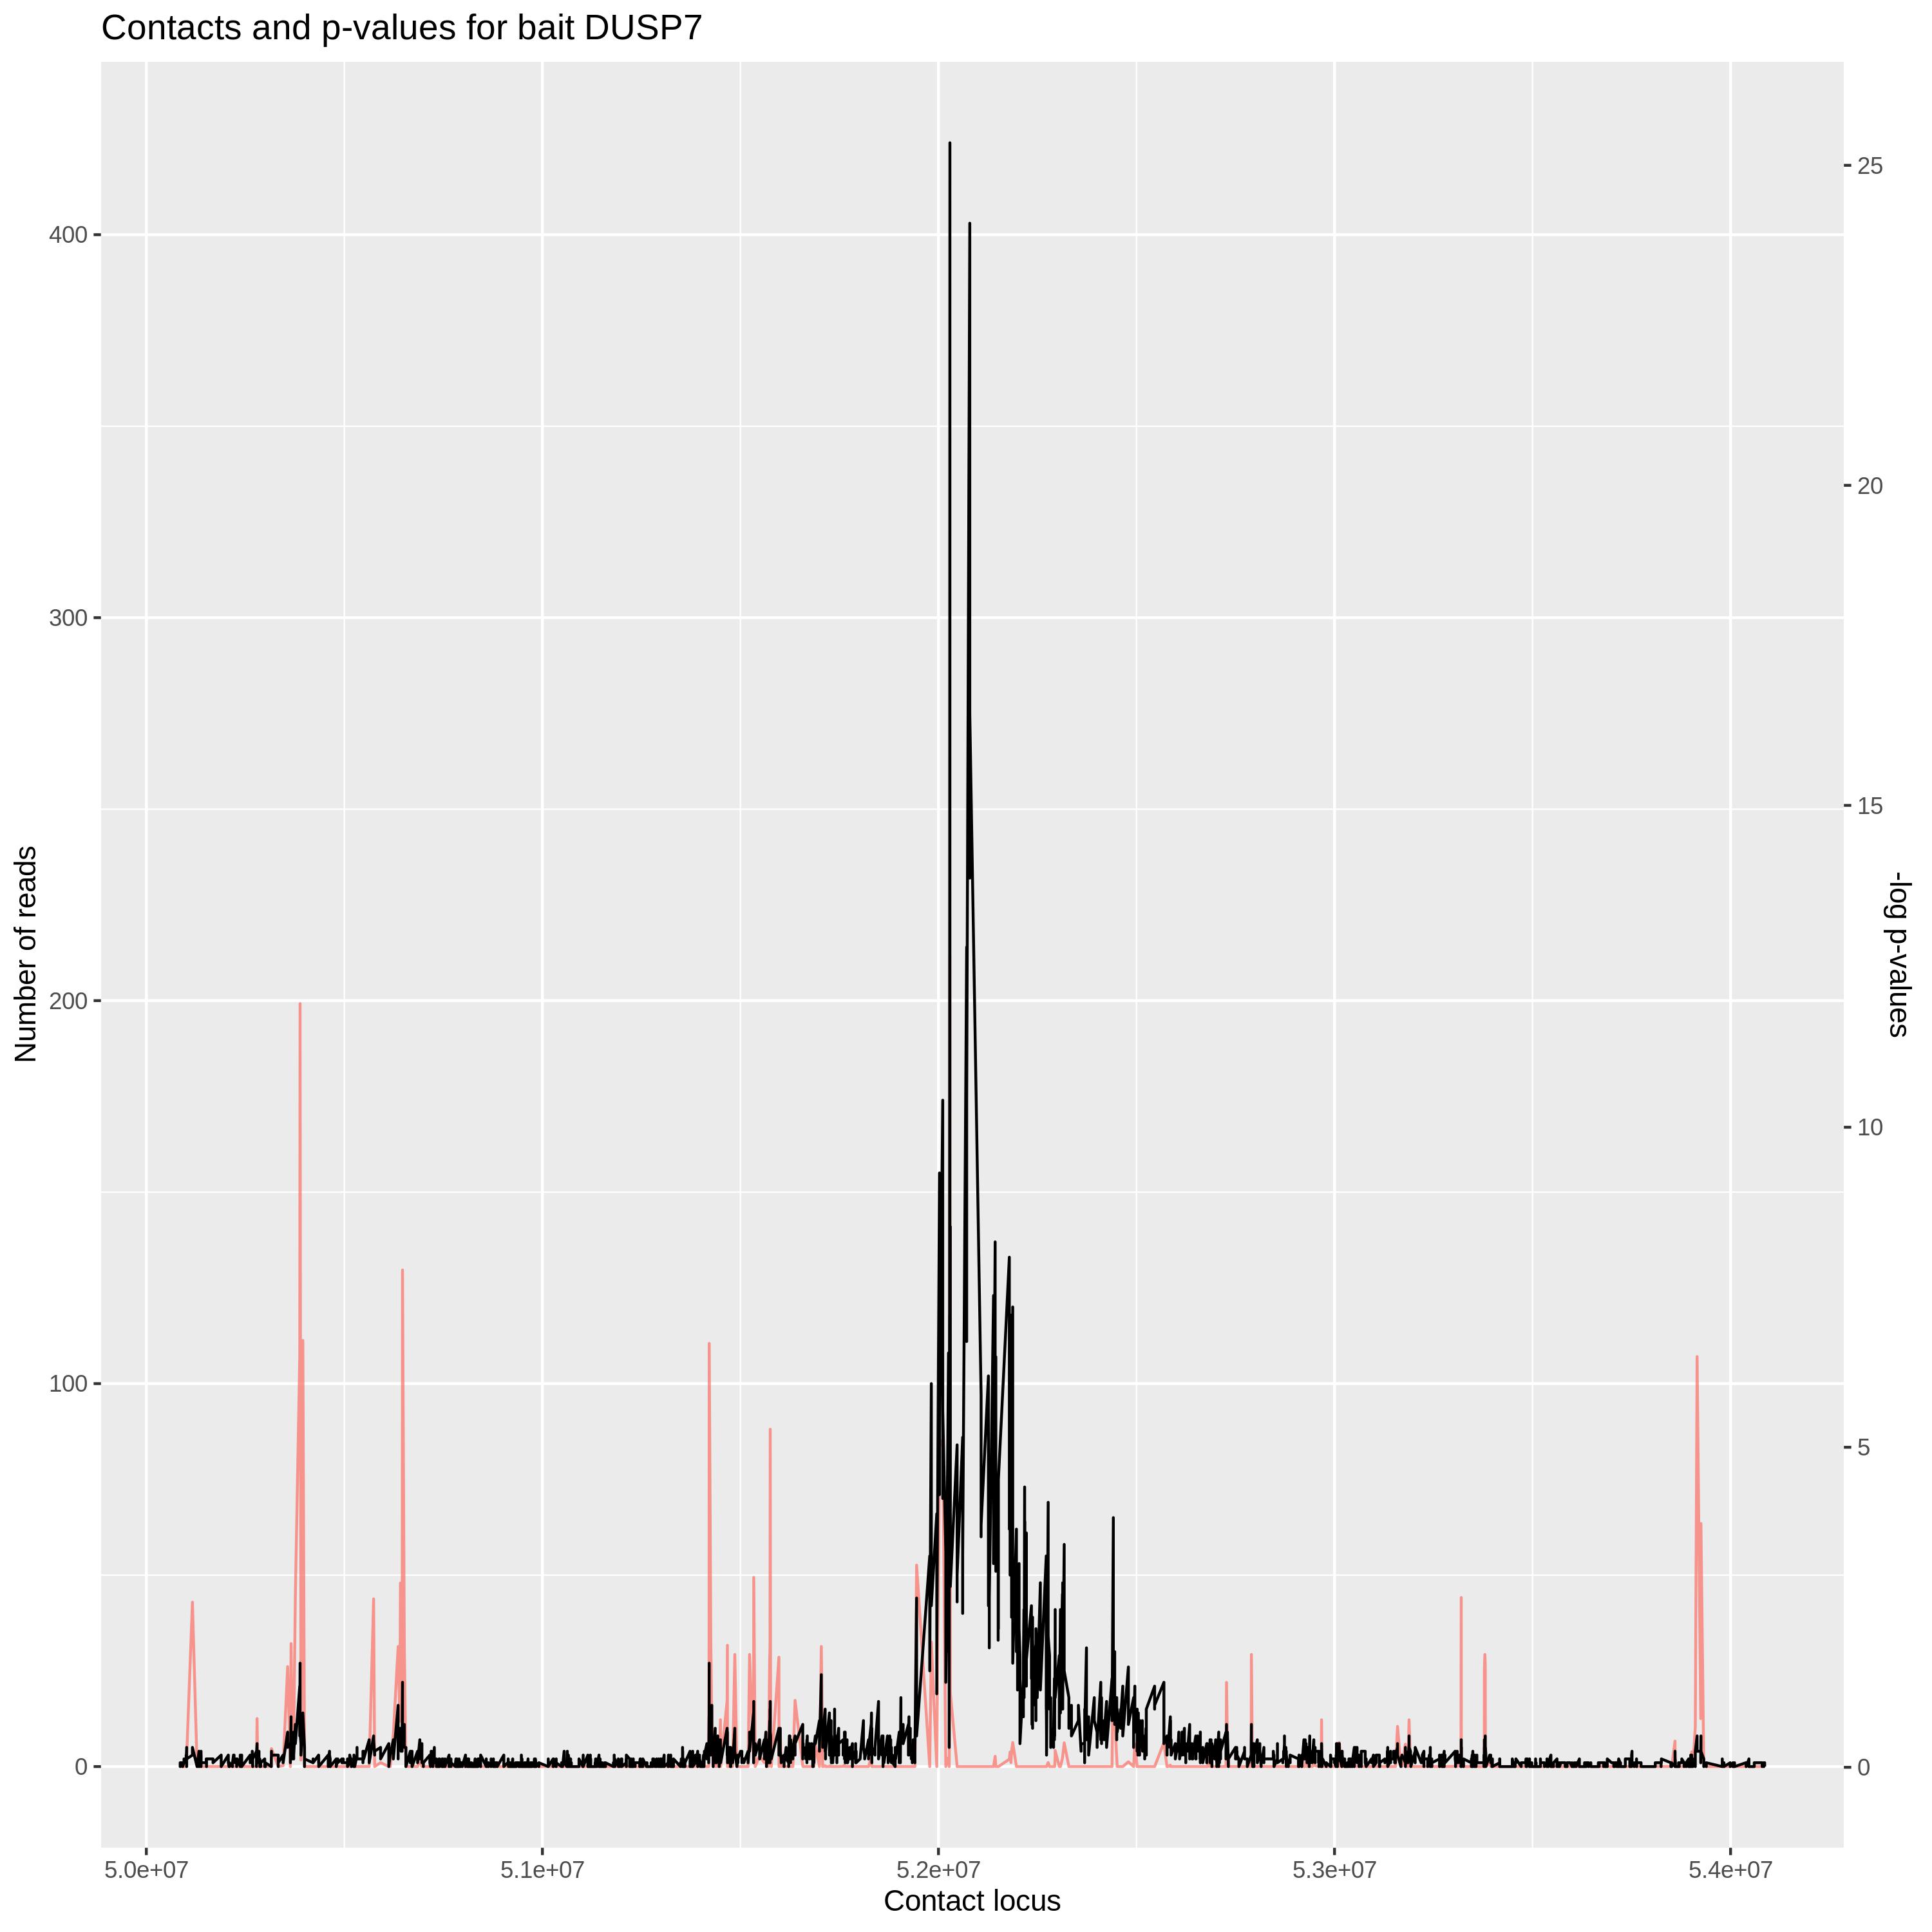 Contacts and p-values for bait DUSP7
Number of reads
400
300
200
100
0
25
20
15
10
5
0
-log p-values
5.0e+07 5.1e+07 5.2e+07 5.3e+07 5.4e+07
Contact locus